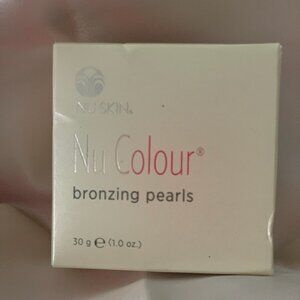 NU SKIN®
Nu Colour®
bronzing pearls
30 g ℮ (1.0 oz.)